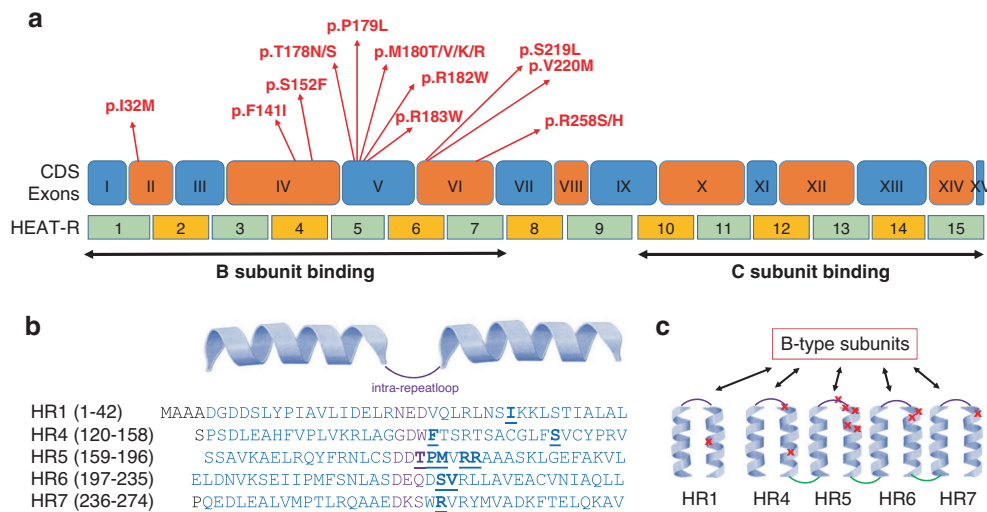 a
p.P179L
p.T178N/S
p.M180T/V/K/R
p.S219L
p.V220M
p.S152F
p.R182W
p.I32M
p.F141I
p.R183W
p.R258S/H
CDS Exons I II III IV V VI VII VIII IX X XI XII XIII XIV XV
HEAT-R 1 2 3 4 5 6 7 8 9 10 11 12 13 14 15
B subunit binding C subunit binding
b
intra-repeatloop
HR1 (1-42) MAAADGDDSLYPIAVLIDELRNEDVQLRLNSIKKLSTIALAL
HR4 (120-158) SPSDLEAHFVPLVKRLAGGDWFTSRTSACGLFSVCYPRV
HR5 (159-196) SSAVKAELRQYFRNLCSDDTPMVRRAAASKLGEFAKVL
HR6 (197-235) ELDNVKSEIIPMFSNLASDEQDSVRLLAVEACVNIAQLL
HR7 (236-274) PQEDLEALVMPTLRQAAEDKSWRVRYMVADKFTELQKAV
c
B-type subunits
HR1 HR4 HR5 HR6 HR7